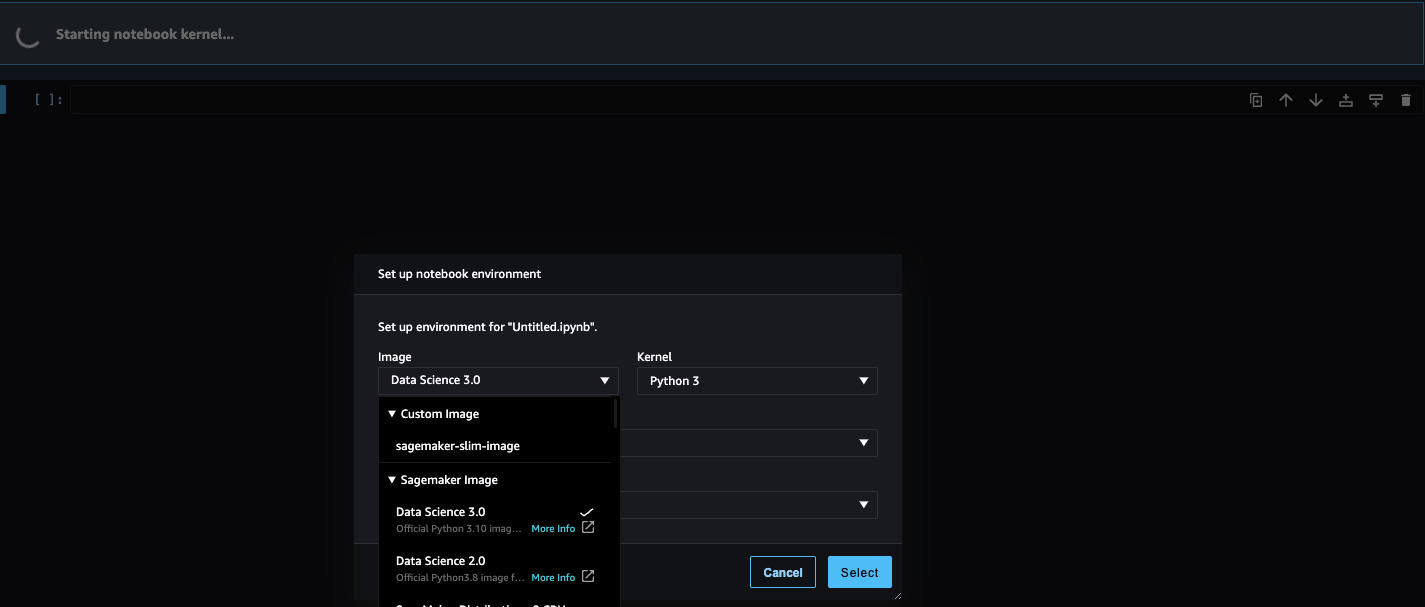 Starting notebook kernel...
[ ]:
Set up notebook environment
Set up environment for "Untitled.ipynb".
Image Kernel
Data Science 3.0 Python 3
Custom Image
sagemaker-slim-image
Sagemaker Image
Data Science 3.0
Official Python 3.10 imag... More Info
Data Science 2.0
Official Python3.8 image f... More Info
Cancel Select